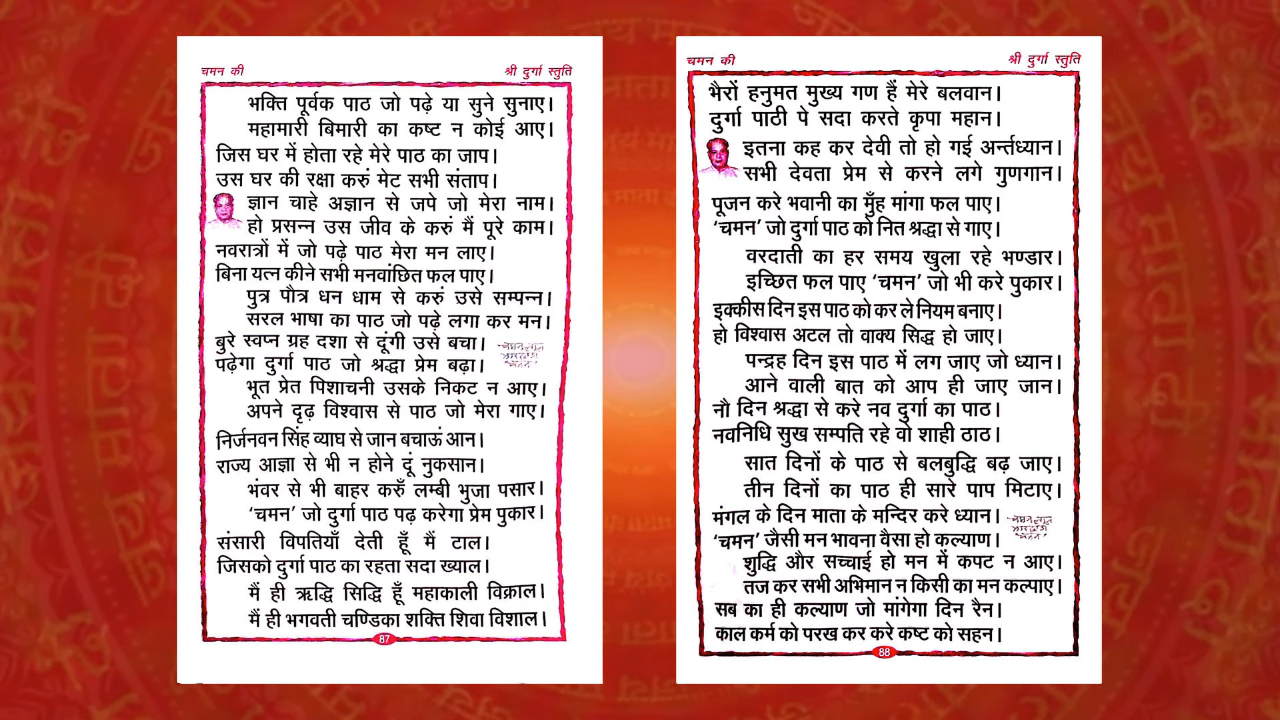 चमन की श्री दुर्गा स्तुति
भक्ति पूर्वक पाठ जो पढ़े या सुने सुनाए।
महामारी बिमारी का कष्ट न कोई आए।
जिस घर में होता रहे मेरे पाठ का जाप।
उस घर की रक्षा करुं मेट सभी संताप।
ज्ञान चाहे अज्ञान से जपे जो मेरा नाम।
हो प्रसन्न उस जीव के करुं मैं पूरे काम।
नवरात्रों में जो पढ़े पाठ मेरा मन लाए।
बिना यत्न कीने सभी मनवांछित फल पाए।
पुत्र पौत्र धन धाम से करुं उसे सम्पन्न।
सरल भाषा का पाठ जो पढ़े लगा कर मन।
बुरे स्वप्न ग्रह दशा से दूंगी उसे बचा।
पढ़ेगा दुर्गा पाठ जो श्रद्धा प्रेम बढ़ा।
भूत प्रेत पिशाचनी उसके निकट न आए।
अपने दृढ़ विश्वास से पाठ जो मेरा गाए।
निर्जनवन सिंह व्याघ से जान बचाऊं आन।
राज्य आज्ञा से भी न होने दूं नुकसान।
भंवर से भी बाहर करुँ लम्बी भुजा पसार।
'चमन' जो दुर्गा पाठ पढ़ करेगा प्रेम पुकार।
संसारी विपतियाँ देती हूँ मैं टाल।
जिसको दुर्गा पाठ का रहता सदा ख्याल।
मैं ही ऋद्धि सिद्धि हूँ महाकाली विक्राल।
मैं ही भगवती चण्डिका शक्ति शिवा विशाल।
87
चमन की श्री दुर्गा स्तुति
भैरों हनुमत मुख्य गण हैं मेरे बलवान।
दुर्गा पाठी पे सदा करते कृपा महान।
इतना कह कर देवी तो हो गई अर्न्तध्यान।
सभी देवता प्रेम से करने लगे गुणगान।
पूजन करे भवानी का मुँह मांगा फल पाए।
'चमन' जो दुर्गा पाठ को नित श्रद्धा से गाए।
वरदाती का हर समय खुला रहे भण्डार।
इच्छित फल पाए 'चमन' जो भी करे पुकार।
इक्कीस दिन इस पाठ को कर ले नियम बनाए।
हो विश्वास अटल तो वाक्य सिद्ध हो जाए।
पन्द्रह दिन इस पाठ में लग जाए जो ध्यान।
आने वाली बात को आप ही जाए जान।
नौ दिन श्रद्धा से करे नव दुर्गा का पाठ।
नवनिधि सुख सम्पति रहे वो शाही ठाठ।
सात दिनों के पाठ से बलबुद्धि बढ़ जाए।
तीन दिनों का पाठ ही सारे पाप मिटाए।
मंगल के दिन माता के मन्दिर करे ध्यान।
'चमन' जैसी मन भावना वैसा हो कल्याण।
शुद्धि और सच्चाई हो मन में कपट न आए।
तज कर सभी अभिमान न किसी का मन कल्पाए।
सब का ही कल्याण जो मांगेगा दिन रेन।
काल कर्म को परख कर करे कष्ट को सहन।
88